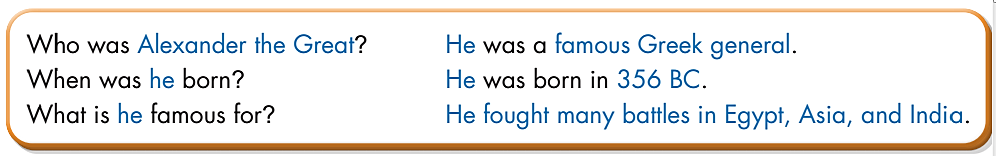 Who was Alexander the Great? He was a famous Greek general.
When was he born? He was born in 356 BC.
What is he famous for? He fought many battles in Egypt, Asia, and India.